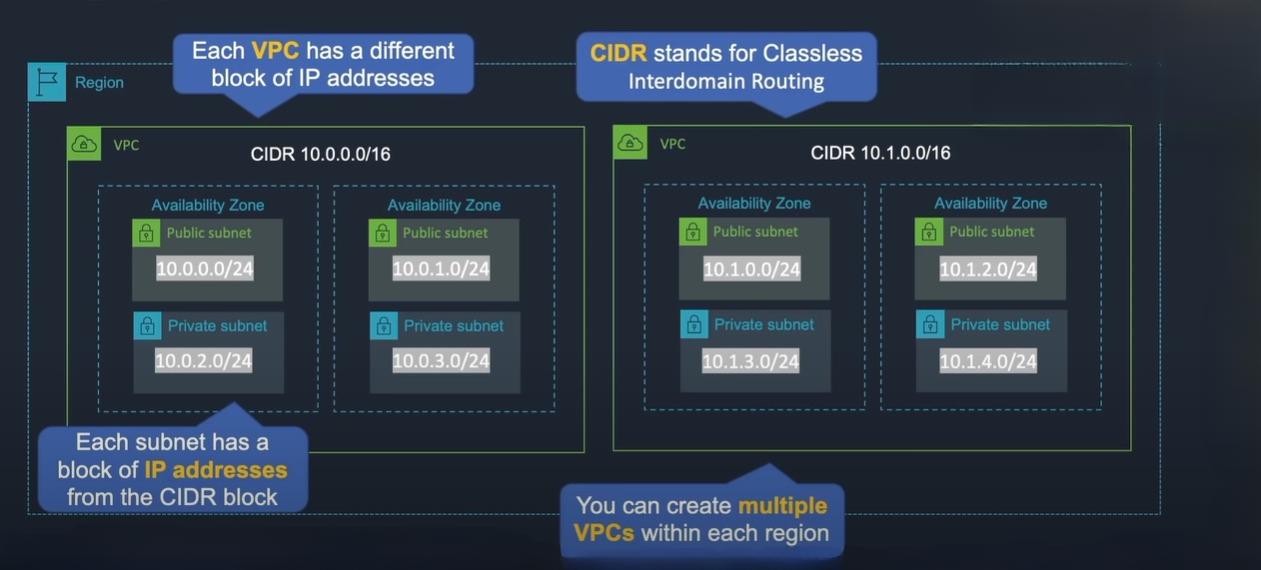 Each VPC has a different
block of IP addresses
CIDR stands for Classless
Interdomain Routing
Region
VPC
CIDR 10.0.0.0/16
Availability Zone
Public subnet
10.0.0.0/24
Private subnet
10.0.2.0/24
Availability Zone
Public subnet
10.0.1.0/24
Private subnet
10.0.3.0/24
VPC
CIDR 10.1.0.0/16
Availability Zone
Public subnet
10.1.0.0/24
Private subnet
10.1.3.0/24
Availability Zone
Public subnet
10.1.2.0/24
Private subnet
10.1.4.0/24
Each subnet has a
block of IP addresses
from the CIDR block
You can create multiple
VPCs within each region